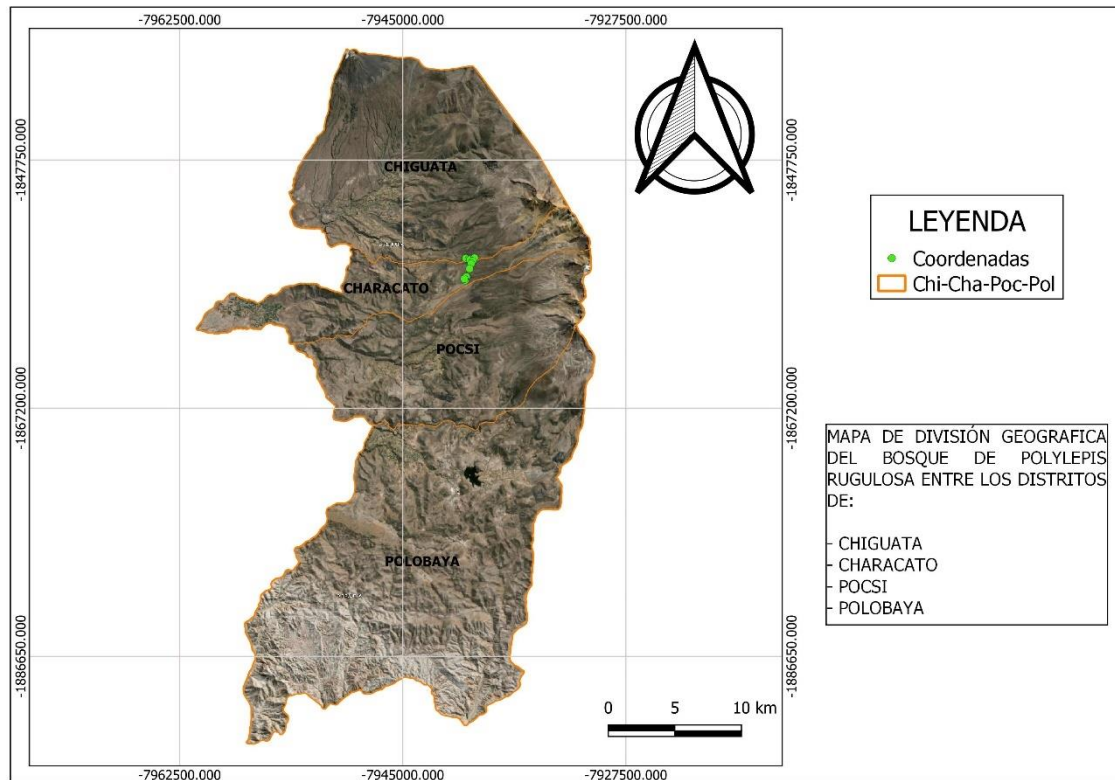 -7962500.000 -7945000.000 -7927500.000
-1847750.000 -1847750.000
CHIGUATA
LEYENDA
Coordenadas
Chi-Cha-Poc-Pol
CHARACATO
POCSI
-1867200.000 -1867200.000
MAPA DE DIVISIÓN GEOGRAFICA
DEL BOSQUE DE POLYLEPIS
RUGULOSA ENTRE LOS DISTRITOS
DE:
- CHIGUATA
- CHARACATO
- POCSI
- POLOBAYA
POLOBAYA
-1886650.000 -1886650.000
0 5 10 km
-7962500.000 -7945000.000 -7927500.000